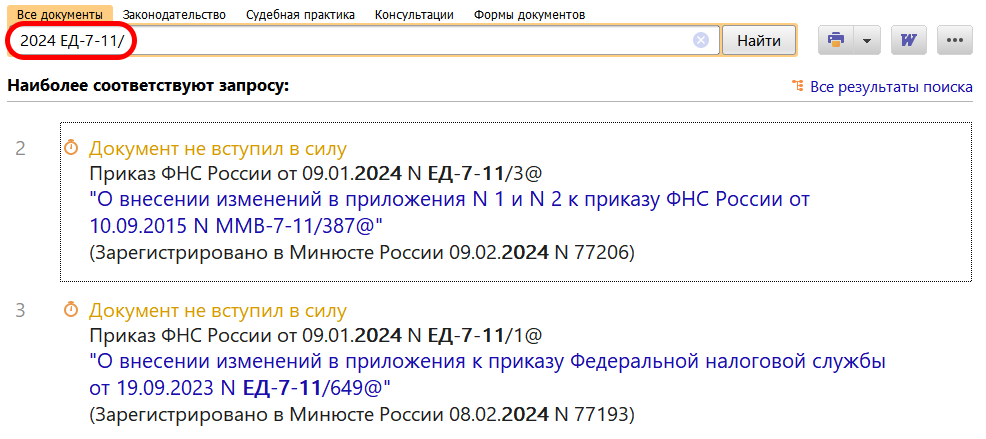 Все документы Законодательство Судебная практика Консультации Формы документов
2024 ЕД-7-11/ Найти W
Наиболее соответствуют запросу: Все результаты поиска
2 Документ не вступил в силу
Приказ ФНС России от 09.01.2024 N ЕД-7-11/3@
"О внесении изменений в приложения N 1 и N 2 к приказу ФНС России от
10.09.2015 N ММВ-7-11/387@"
(Зарегистрировано в Минюсте России 09.02.2024 N 77206)
3 Документ не вступил в силу
Приказ ФНС России от 09.01.2024 N ЕД-7-11/1@
"О внесении изменений в приложения к приказу Федеральной налоговой службы
от 19.09.2023 N ЕД-7-11/649@"
(Зарегистрировано в Минюсте России 08.02.2024 N 77193)